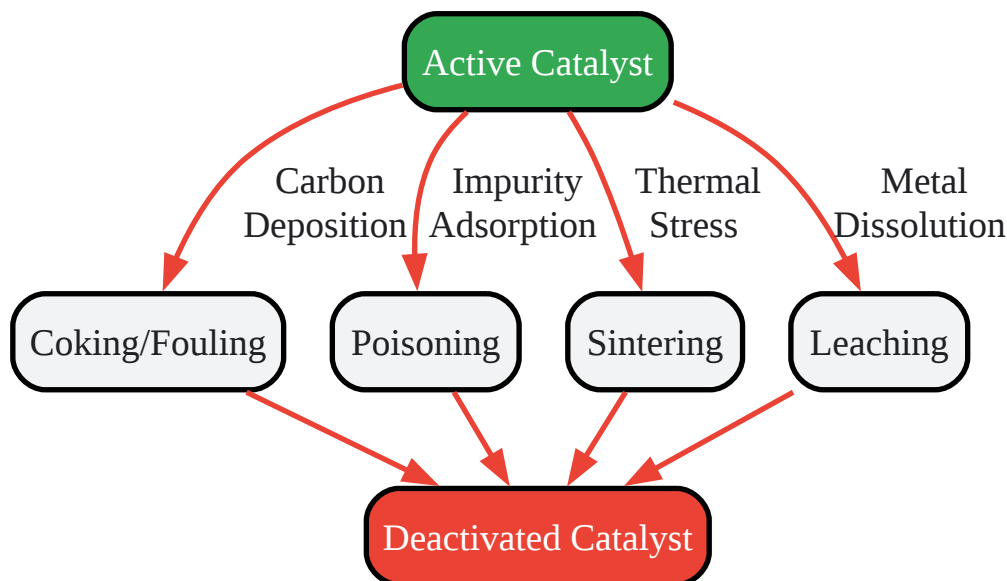 Active Catalyst
Carbon
Deposition
Impurity
Adsorption
Thermal
Stress
Metal
Dissolution
Coking/Fouling
Poisoning
Sintering
Leaching
Deactivated Catalyst